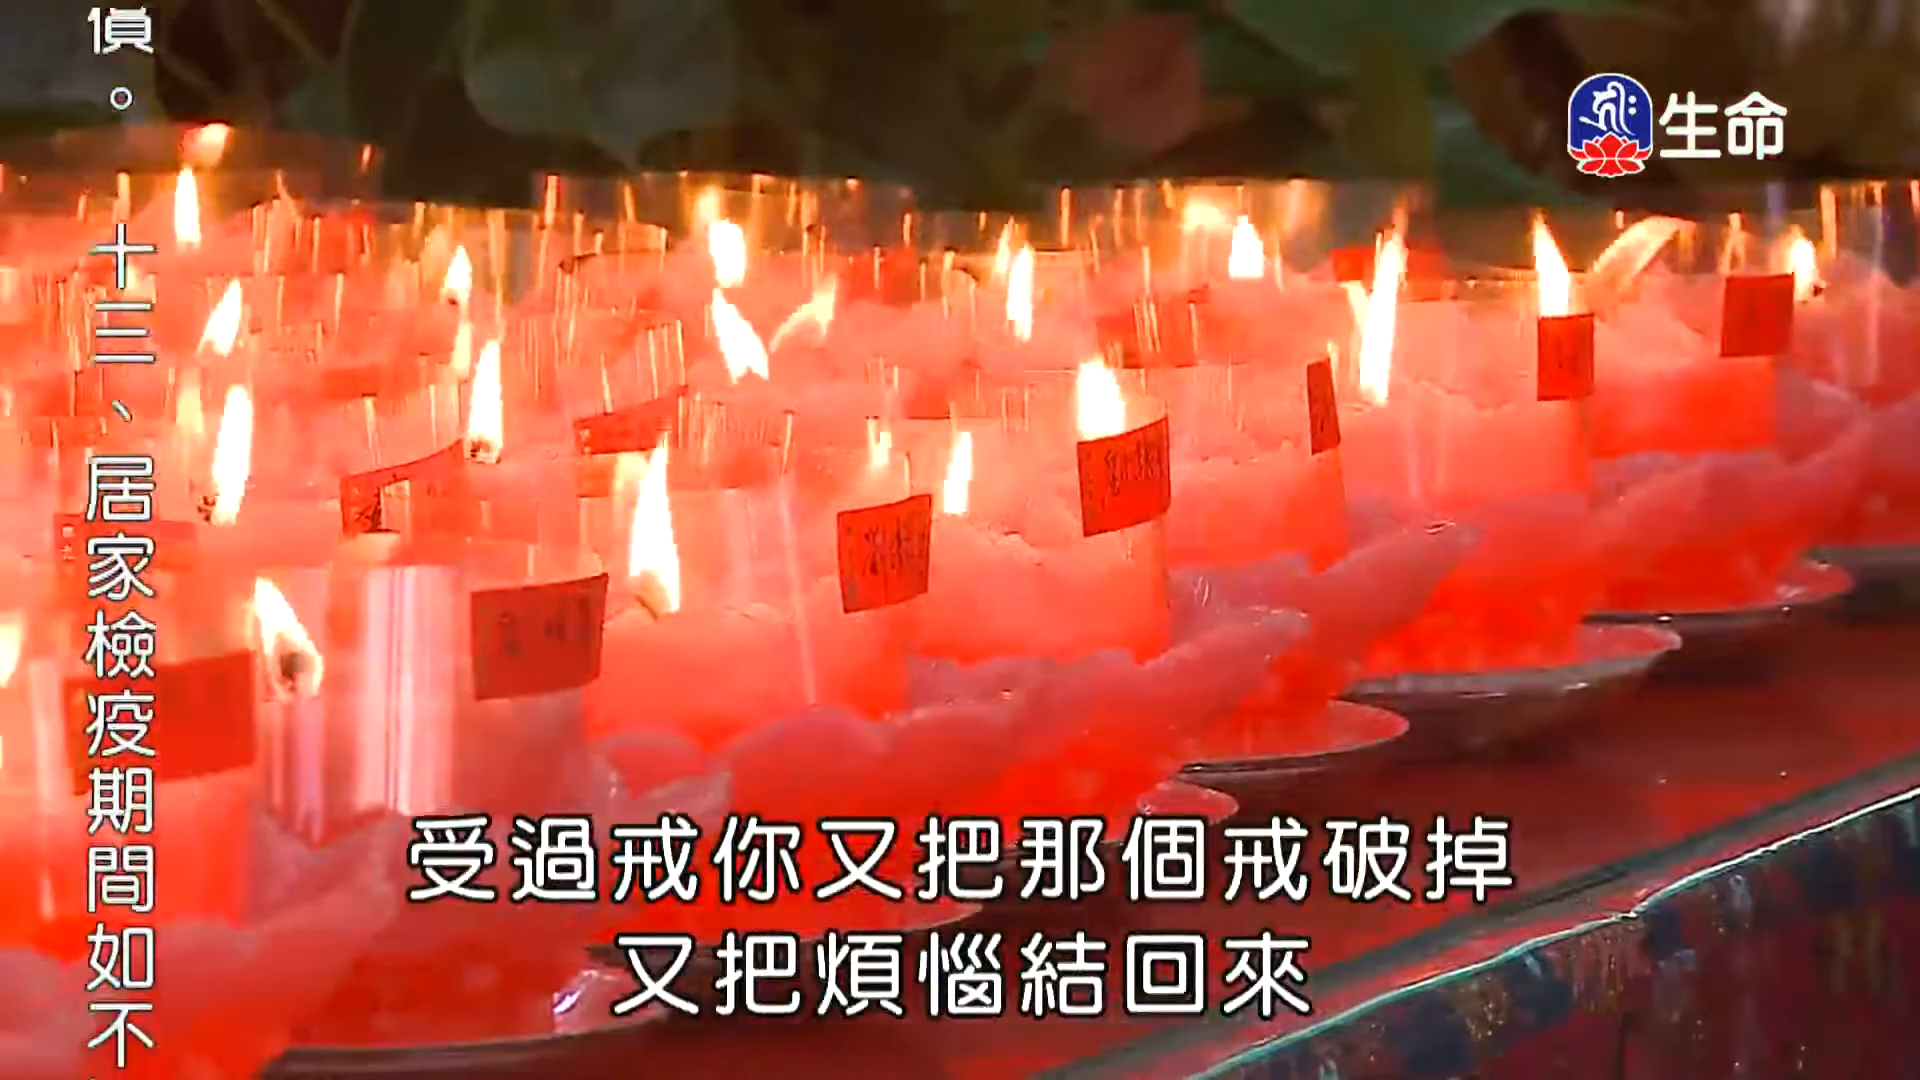 償。十三、居家檢疫期間如不
生命
受過戒你又把那個戒破掉
又把煩惱結回來